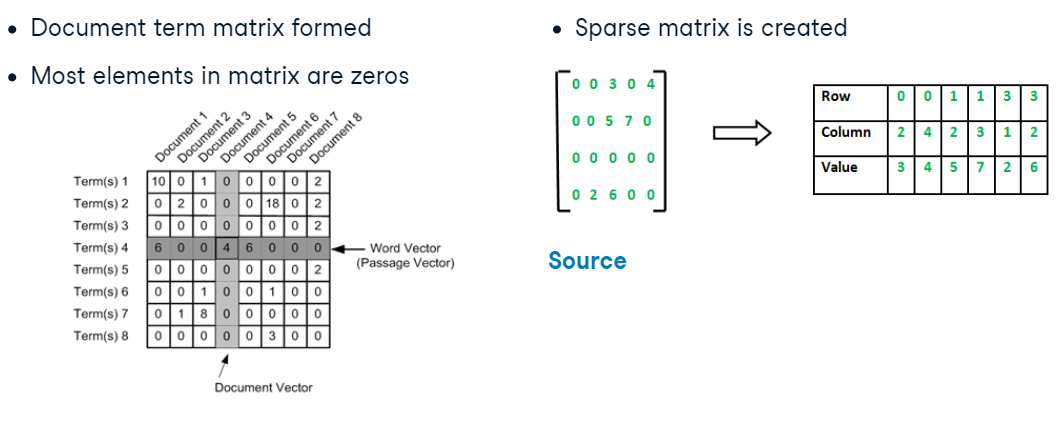 • Document term matrix formed
• Most elements in matrix are zeros
Document 1
Document 2
Document 3
Document 4
Document 5
Document 6
Document 7
Document 8
Term(s) 1 10 0 1 0 0 0 0 2
Term(s) 2 0 2 0 0 0 18 0 2
Term(s) 3 0 0 0 0 0 0 0 2
Term(s) 4 6 0 0 4 6 0 0 0
Word Vector
(Passage Vector)
Term(s) 5 0 0 0 0 0 0 0 2
Term(s) 6 0 0 1 0 0 1 0 0
Term(s) 7 0 1 8 0 0 0 0 0
Term(s) 8 0 0 0 0 0 3 0 0
Document Vector
• Sparse matrix is created
0 0 3 0 4
0 0 5 7 0
0 0 0 0 0
0 2 6 0 0
Row 0 0 1 1 3 3
Column 2 4 2 3 1 2
Value 3 4 5 7 2 6
Source